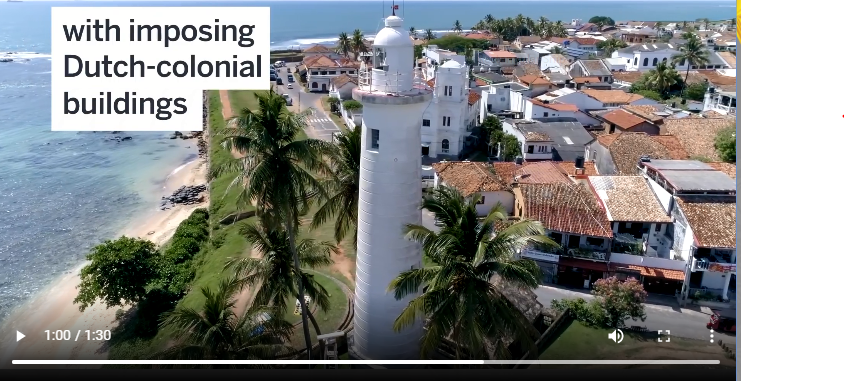 with imposing
Dutch-colonial
buildings
1:00 / 1:30